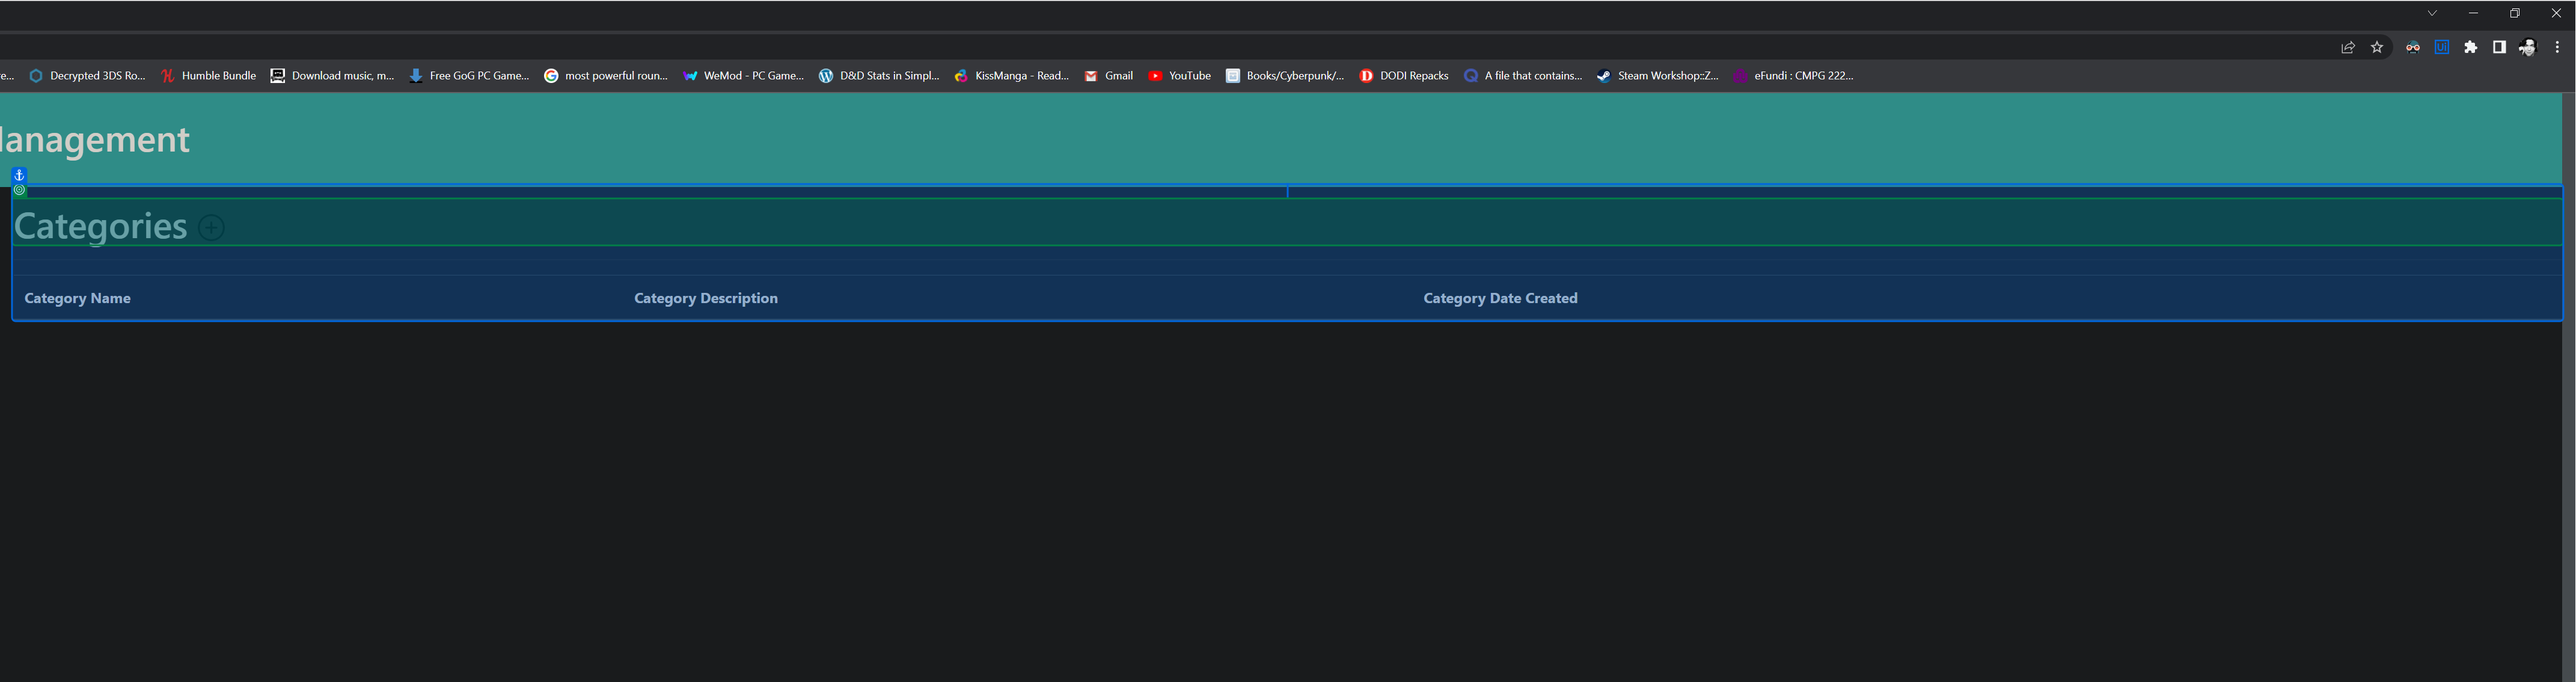 re... Decrypted 3DS Ro... Humble Bundle Download music, m... Free GoG PC Game... most powerful roun... WeMod - PC Game... D&D Stats in Simpl... KissManga - Read... Gmail YouTube Books/Cyberpunk/... DODI Repacks A file that contains... Steam Workshop::Z... eFundi : CMPG 222...
anagement
Categories
Category Name Category Description Category Date Created